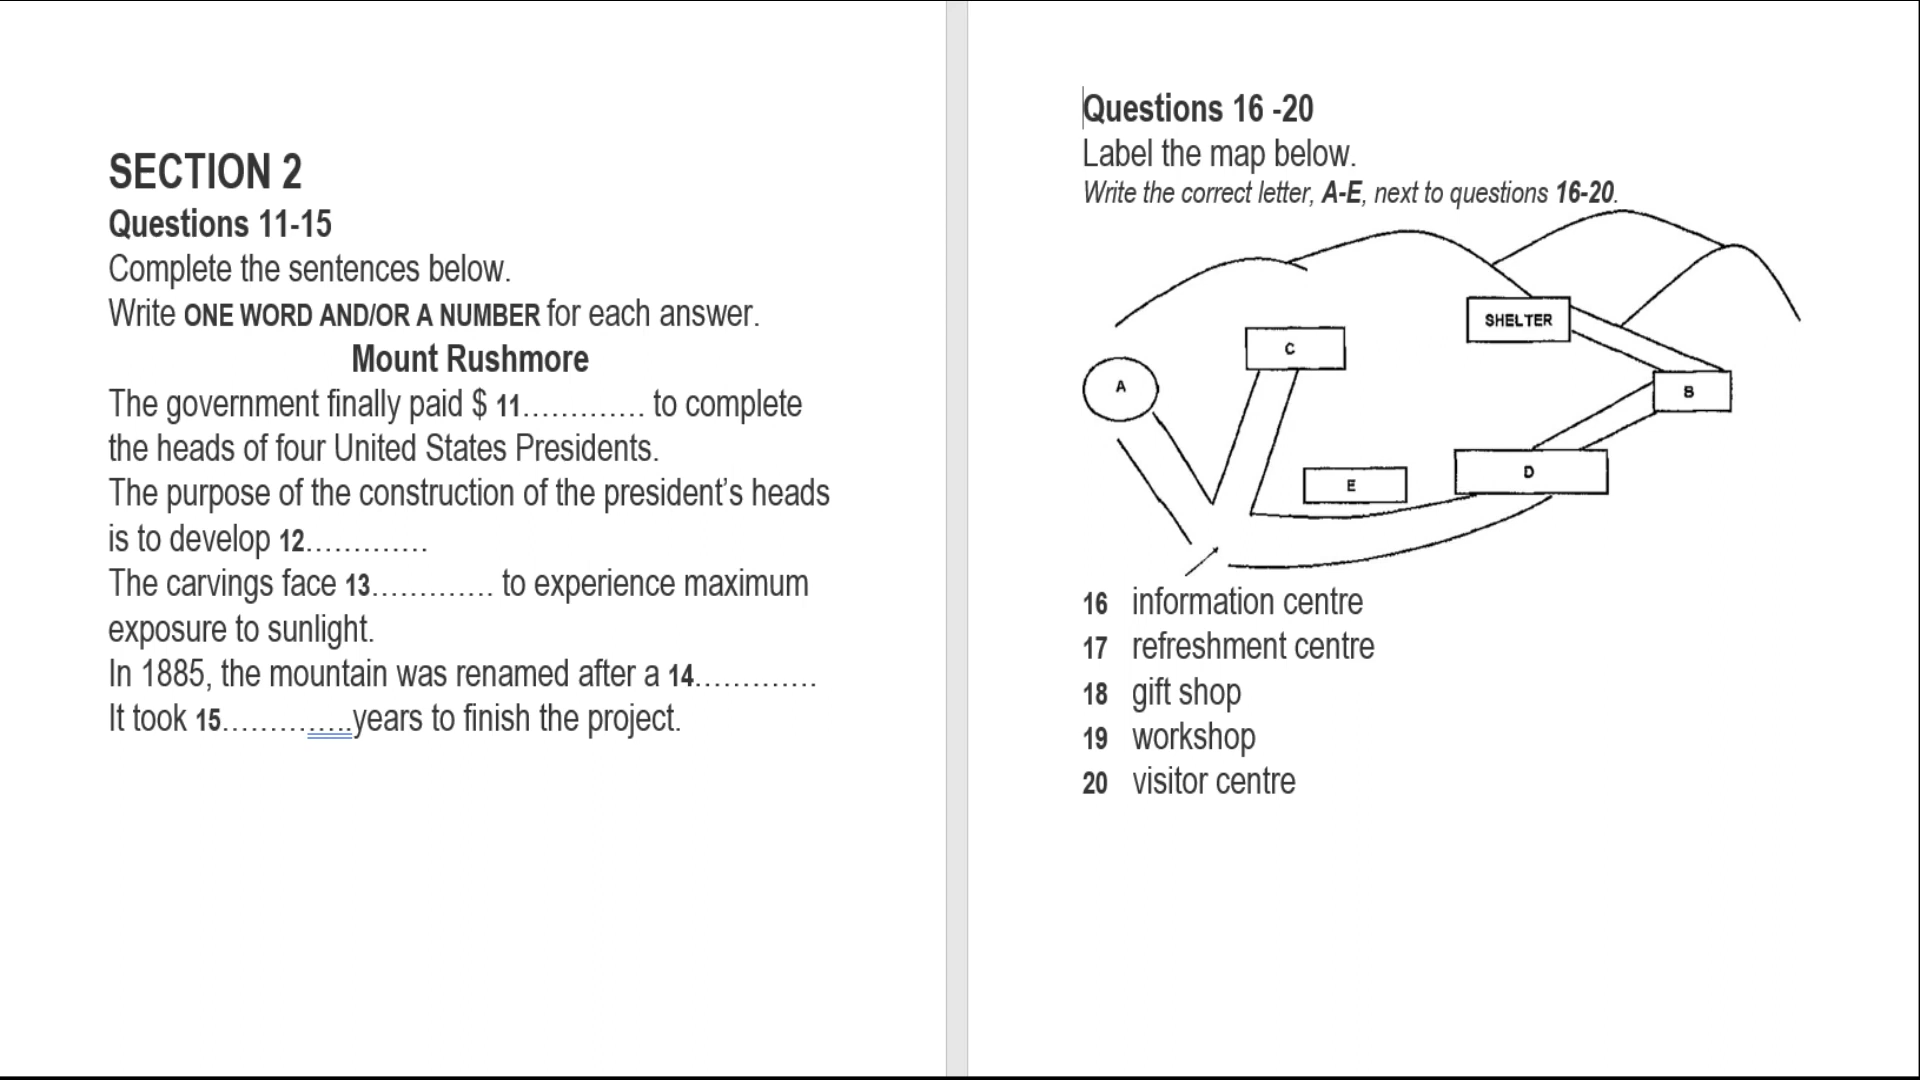 SECTION 2
Questions 11-15
Complete the sentences below.
Write ONE WORD AND/OR A NUMBER for each answer.
Mount Rushmore
The government finally paid $ 11…………. to complete
the heads of four United States Presidents.
The purpose of the construction of the president’s heads
is to develop 12………….
The carvings face 13…………. to experience maximum
exposure to sunlight.
In 1885, the mountain was renamed after a 14………….
It took 15…………..years to finish the project.
Questions 16 -20
Label the map below.
Write the correct letter, A-E, next to questions 16-20.
SHELTER
C
A
B
D
E
16 information centre
17 refreshment centre
18 gift shop
19 workshop
20 visitor centre